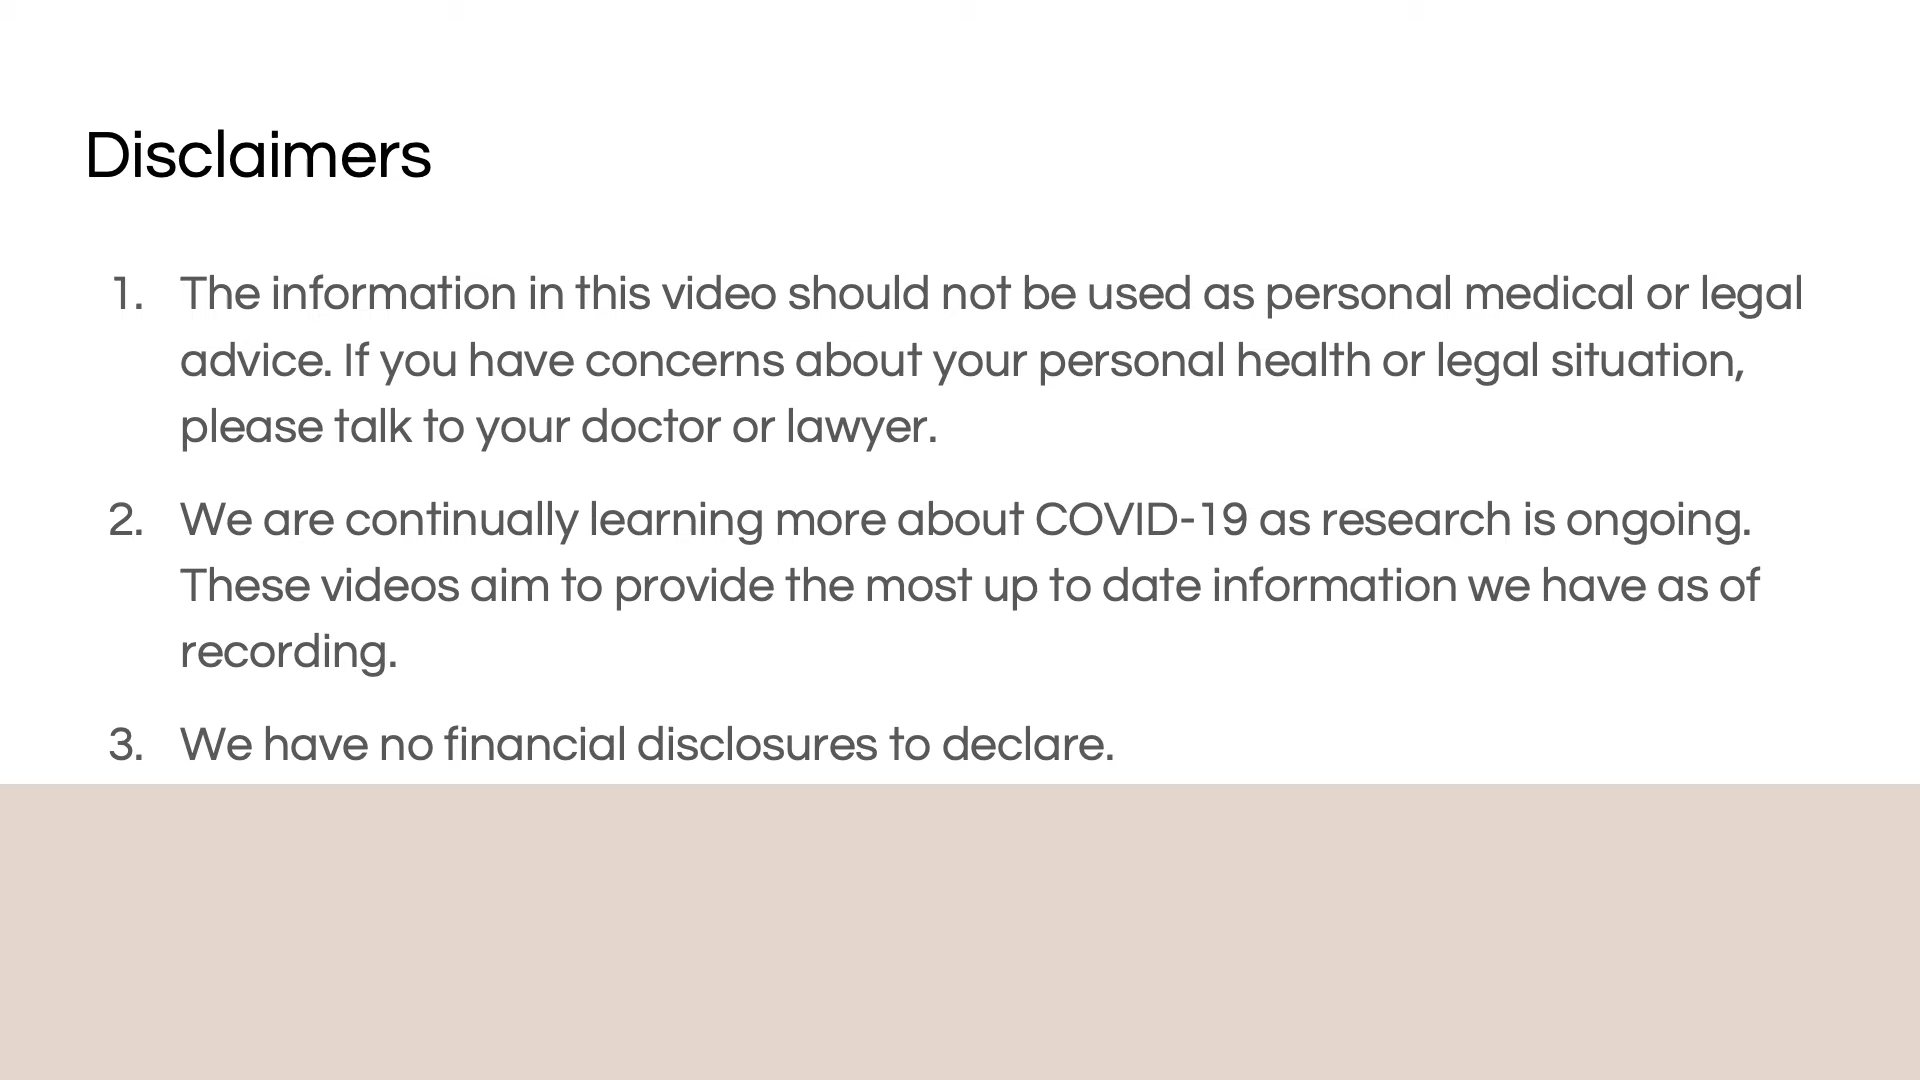 Disclaimers
1. The information in this video should not be used as personal medical or legal
advice. If you have concerns about your personal health or legal situation,
please talk to your doctor or lawyer.
2. We are continually learning more about COVID-19 as research is ongoing.
These videos aim to provide the most up to date information we have as of
recording.
3. We have no financial disclosures to declare.